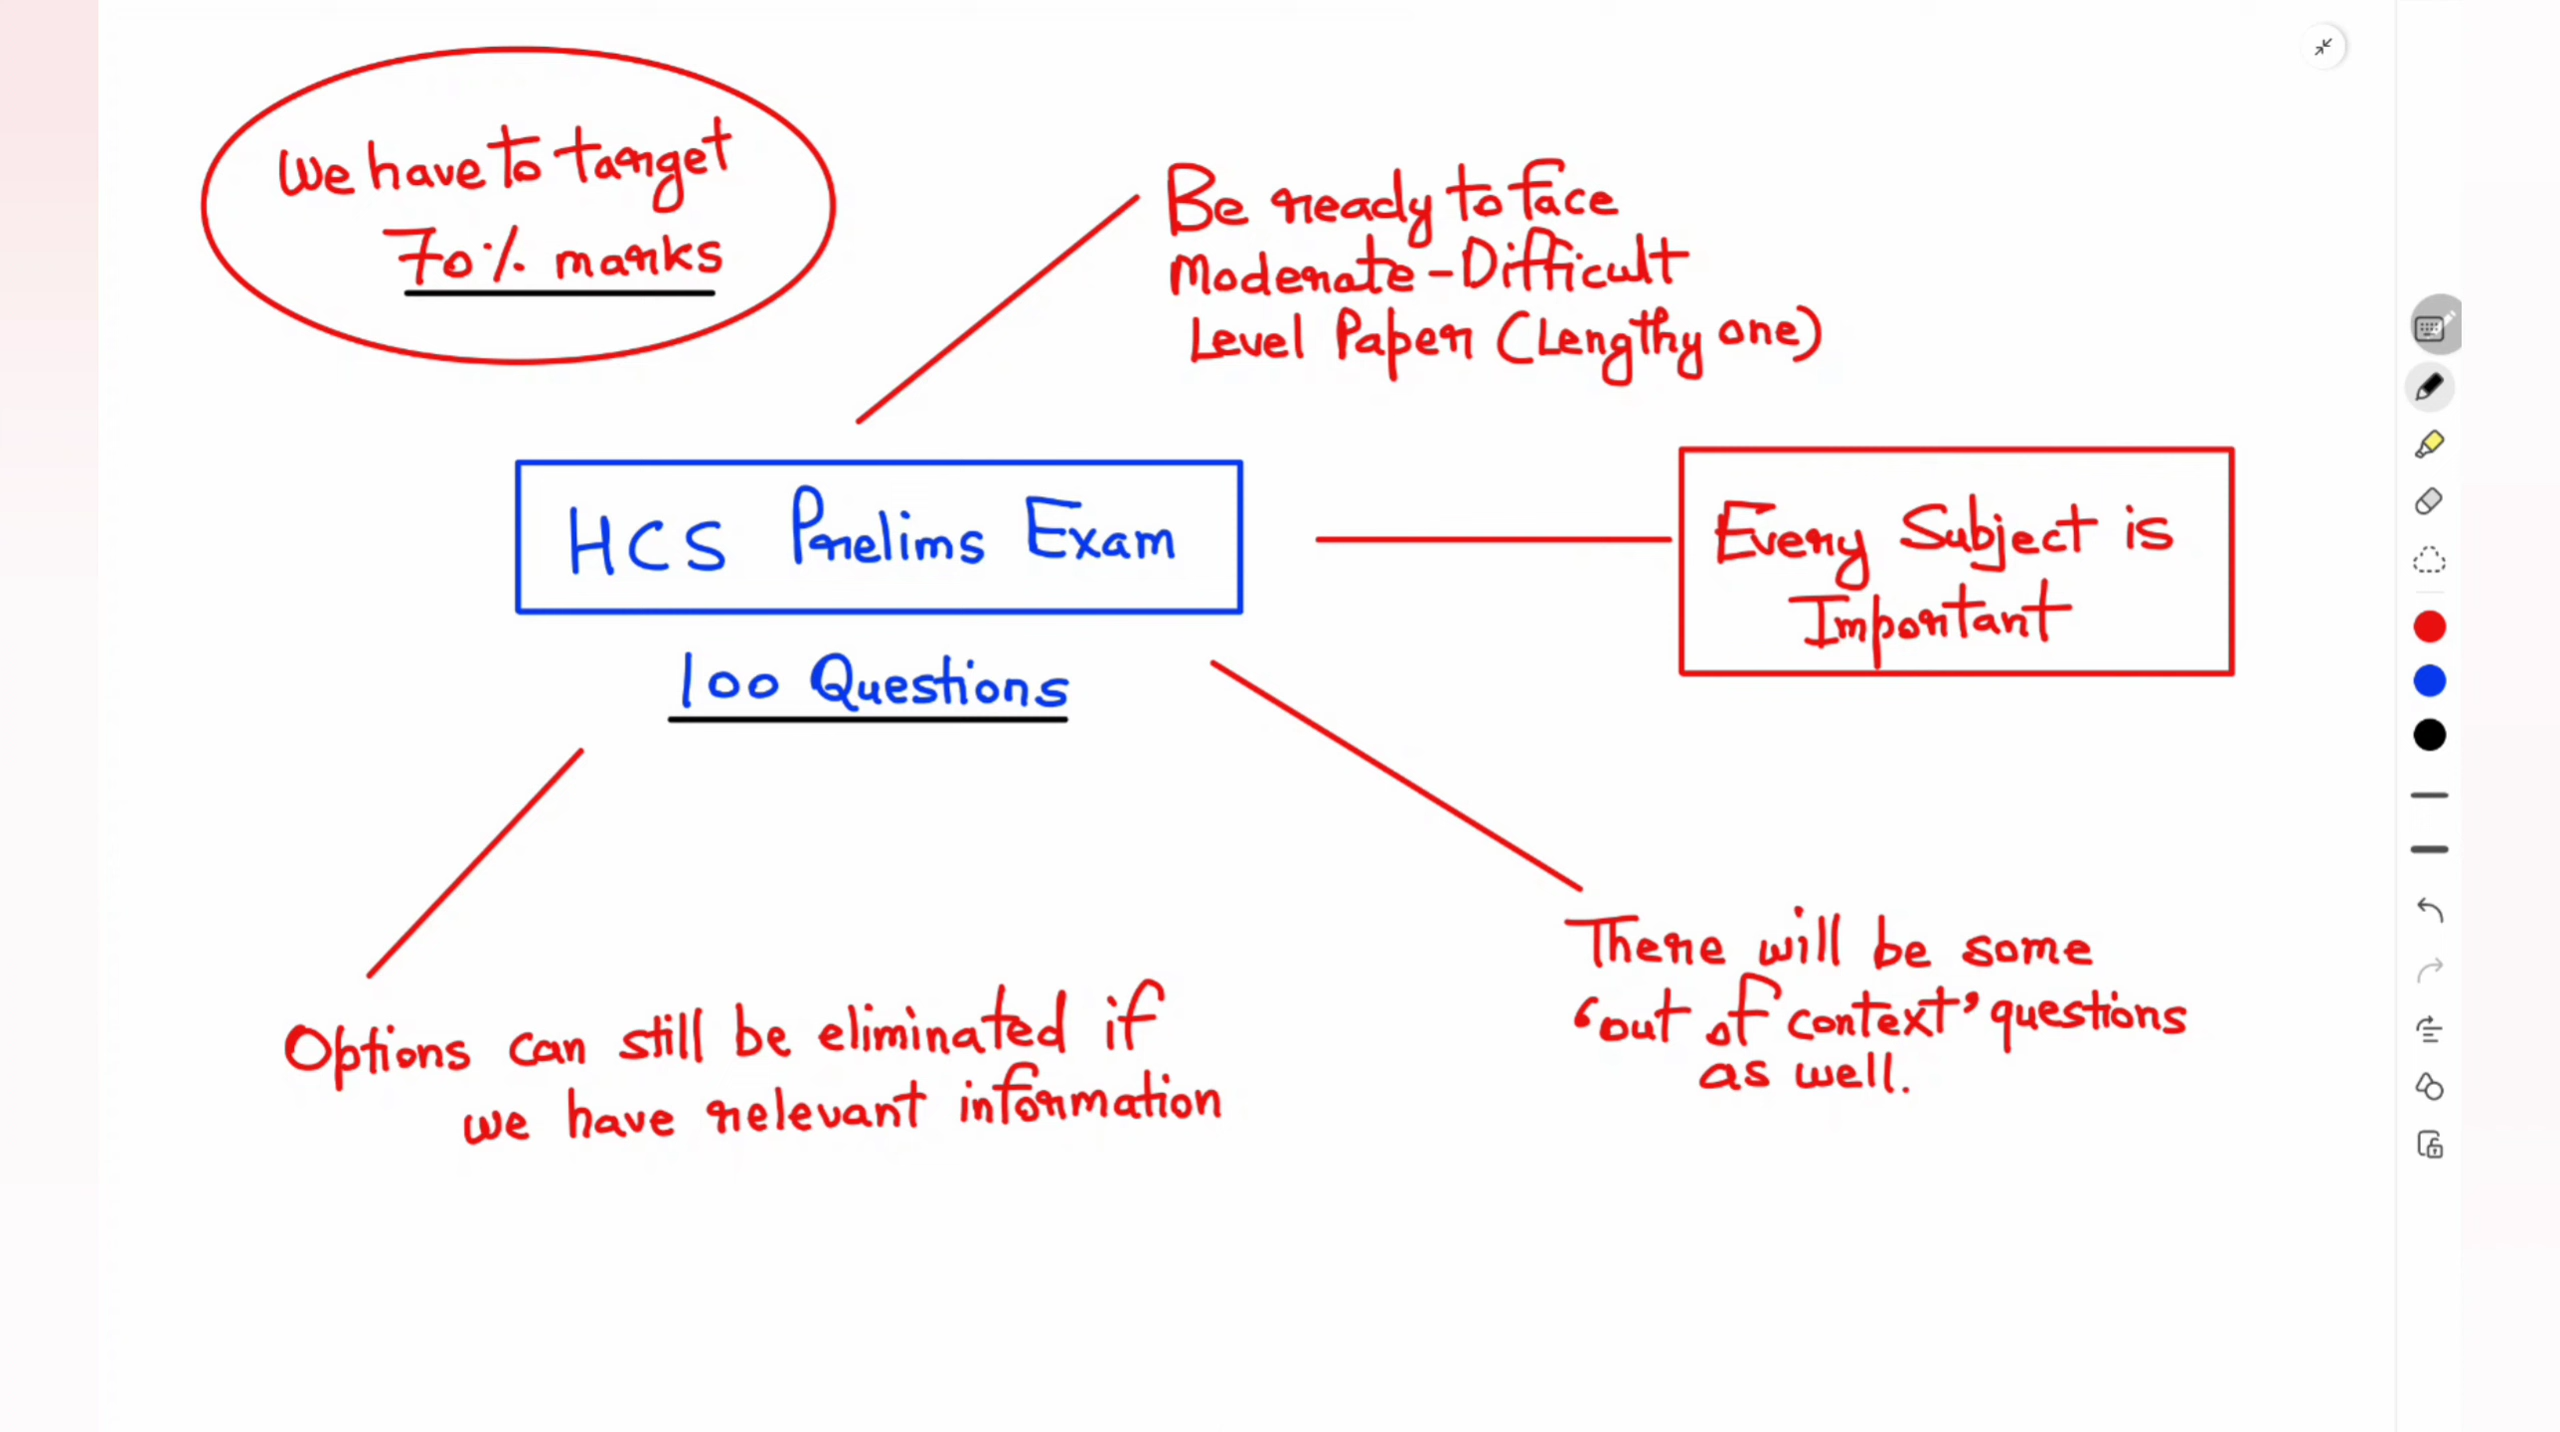 We have to target
70% marks
Be ready to face
Moderate - Difficult
Level Paper (Lengthy one)
HCS Prelims Exam
100 Questions
Every Subject is
Important
Options can still be eliminated if
we have relevant information
There will be some
'out of context' questions
as well.